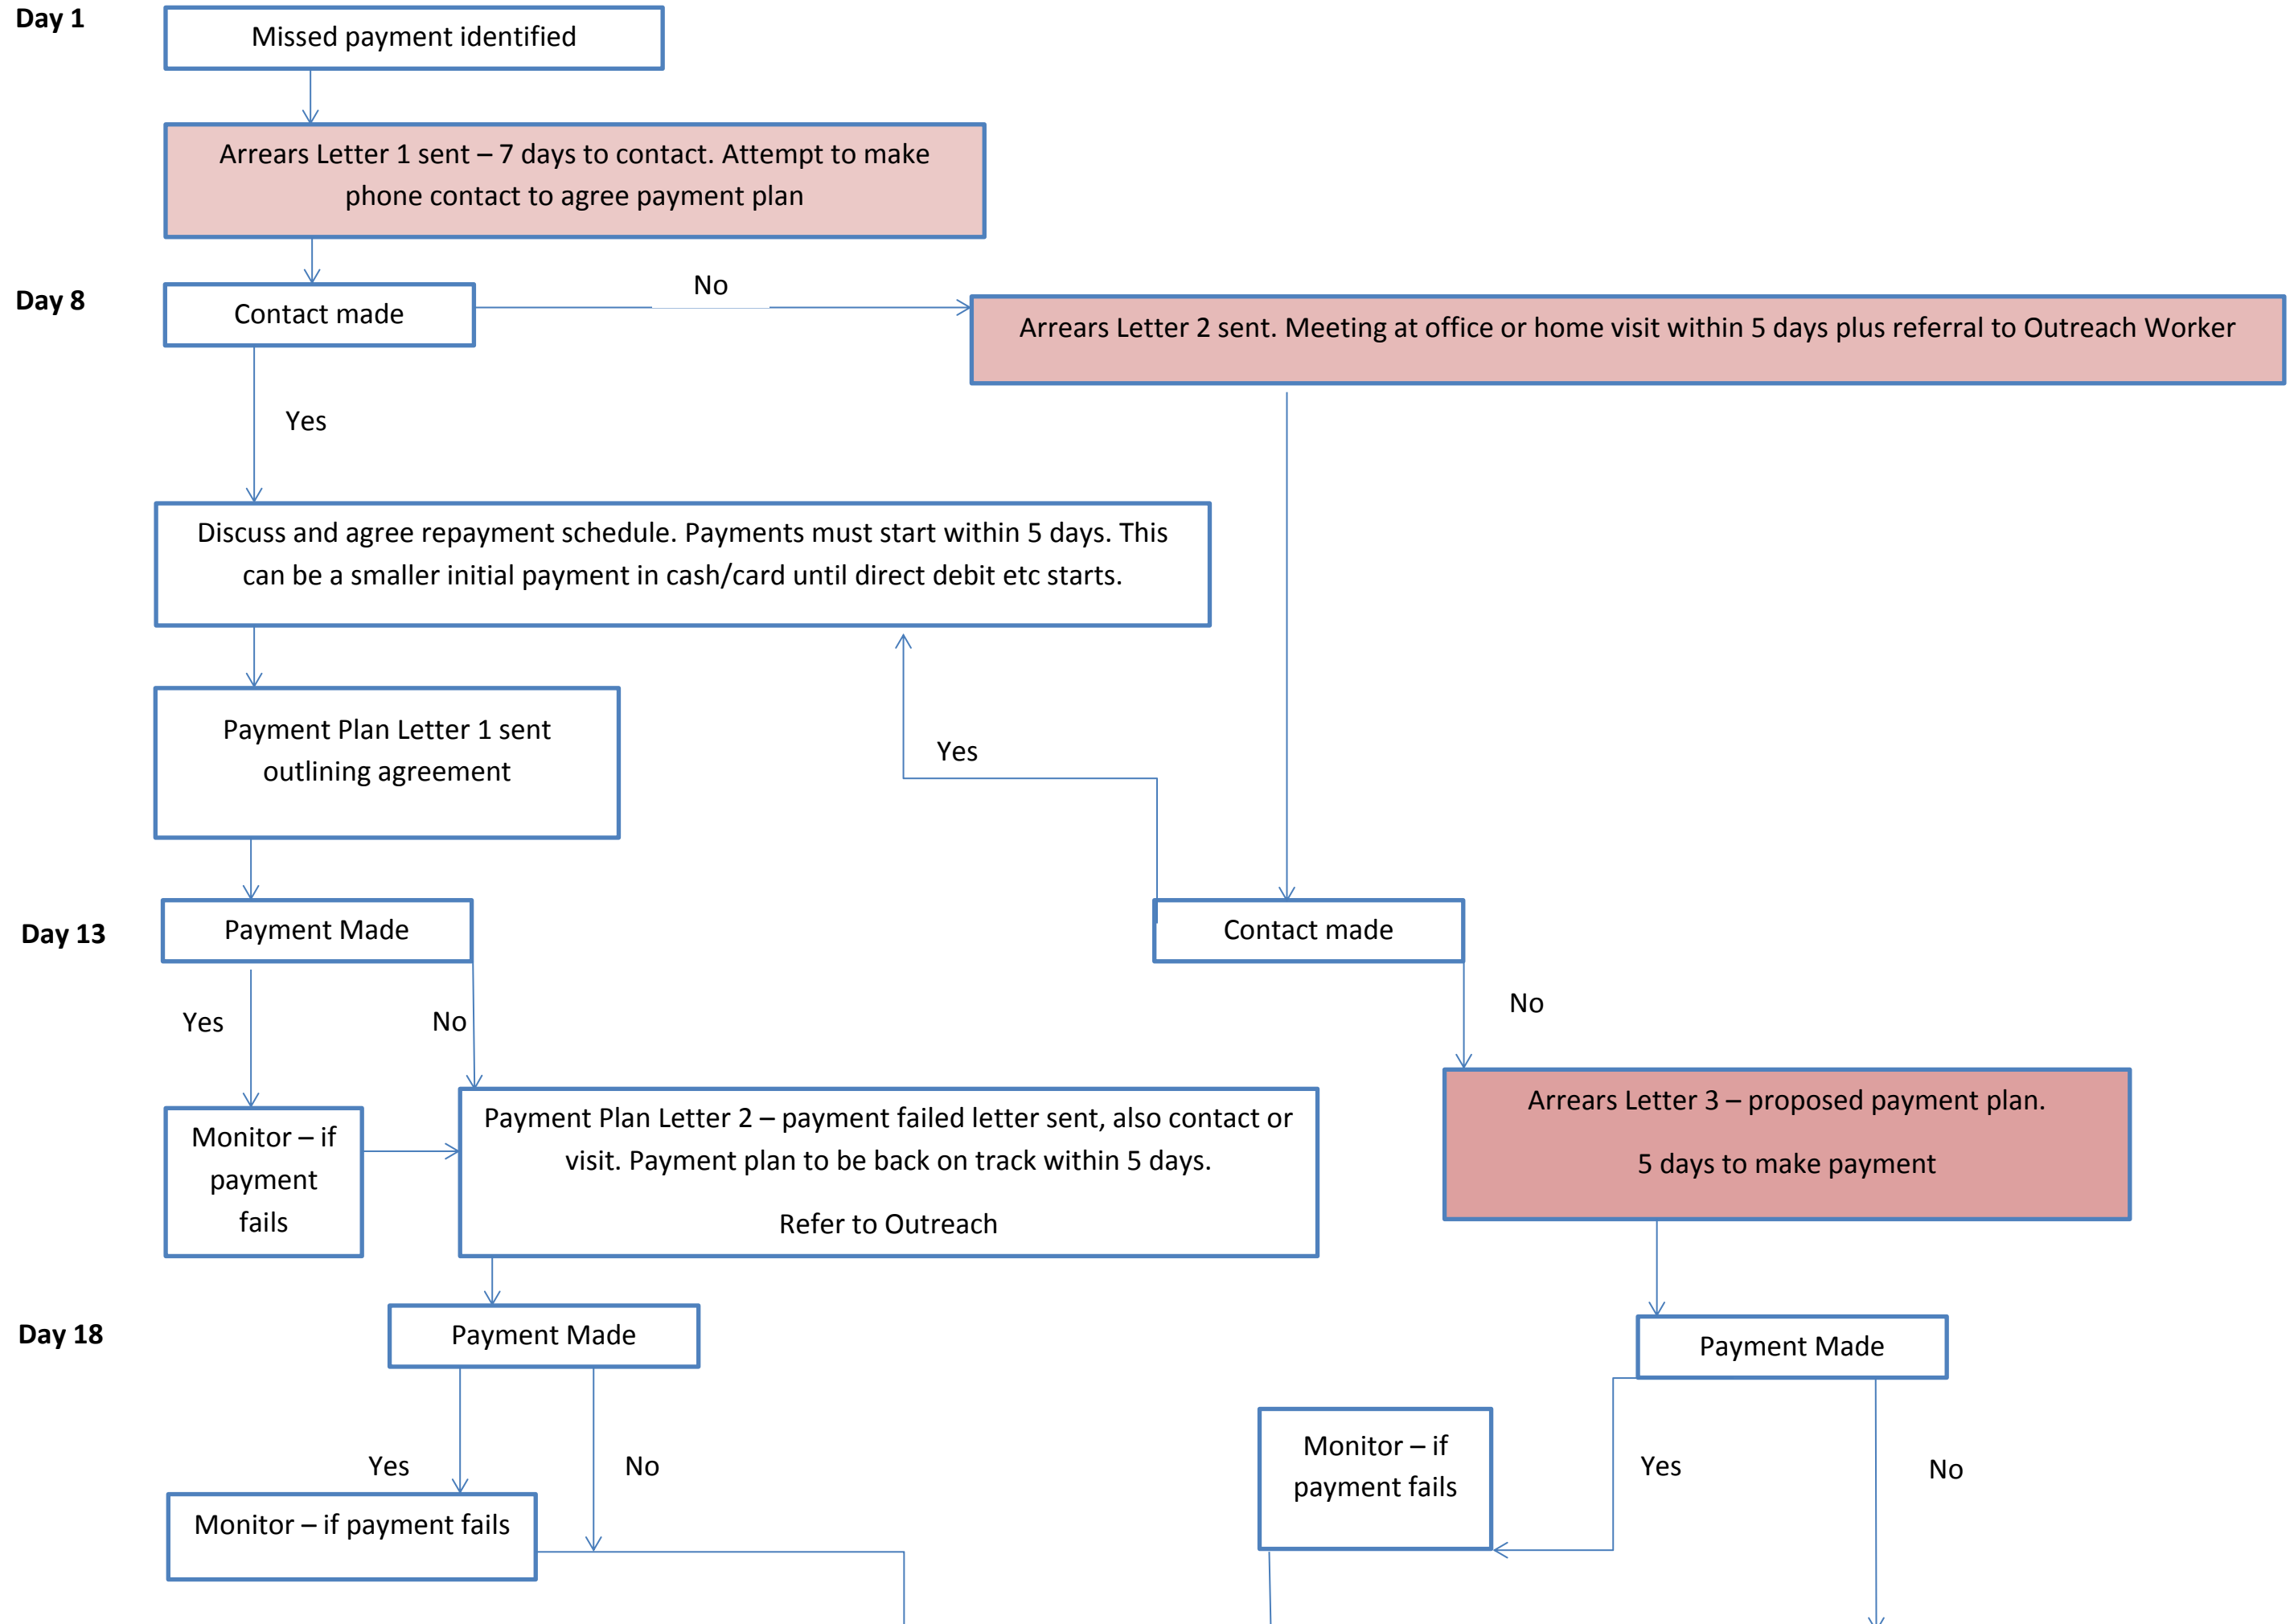 Day 1
Missed payment identified
Arrears Letter 1 sent – 7 days to contact. Attempt to make
phone contact to agree payment plan
Day 8
Contact made
No
Arrears Letter 2 sent. Meeting at office or home visit within 5 days plus referral to Outreach Worker
Yes
Discuss and agree repayment schedule. Payments must start within 5 days. This
can be a smaller initial payment in cash/card until direct debit etc starts.
Payment Plan Letter 1 sent
outlining agreement
Yes
Day 13
Payment Made
Contact made
Yes
No
No
Monitor – if
payment
fails
Payment Plan Letter 2 – payment failed letter sent, also contact or
visit. Payment plan to be back on track within 5 days.
Refer to Outreach
Arrears Letter 3 – proposed payment plan.
5 days to make payment
Day 18
Payment Made
Payment Made
Yes
No
Monitor – if
payment fails
Yes
No
Monitor – if payment fails